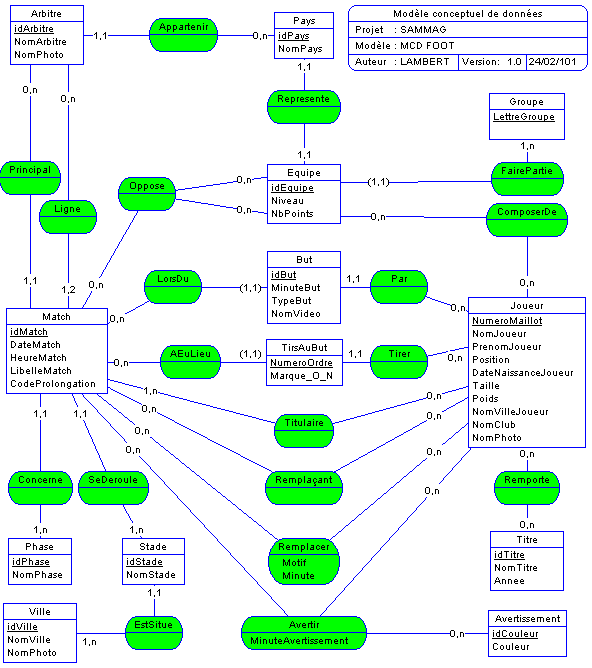 Arbitre
idArbitre
NomArbitre
NomPhoto
1,1
Appartenir
0,n
Pays
idPays
NomPays
Modèle conceptuel de données
Projet : SAMMAG
Modèle : MCD FOOT
Auteur : LAMBERT Version: 1.0 24/02/101
0,n
0,n
1,1
Represente
1,1
Groupe
LettreGroupe
1,n
Principal
Ligne
Oppose
0,n
0,n
Equipe
idEquipe
Niveau
NbPoints
(1,1)
FairePartie
0,n
ComposerDe
0,n
1,1
1,2
0,n
LorsDu
(1,1)
But
idBut
MinuteBut
TypeBut
NomVideo
1,1
Par
0,n
Match
idMatch
DateMatch
HeureMatch
LibelleMatch
CodeProlongation
0,n
0,n
AEuLieu
(1,1)
TirsAuBut
NumeroOrdre
Marque_O_N
1,1
Tirer
0,n
Joueur
NumeroMaillot
NomJoueur
PrenomJoueur
Position
DateNaissanceJoueur
Taille
Poids
NomVilleJoueur
NomClub
NomPhoto
1,n
Titulaire
0,n
0,n
Remplaçant
0,n
1,1
1,1
0,n
0,n
0,n
0,n
0,n
Concerne
SeDeroule
Remporte
1,n
1,n
0,n
Phase
idPhase
NomPhase
Stade
idStade
NomStade
Remplacer
Motif
Minute
Titre
idTitre
NomTitre
Annee
1,1
Ville
idVille
NomVille
NomPhoto
1,n
EstSitue
Avertir
MinuteAvertissement
0,n
Avertissement
idCouleur
Couleur